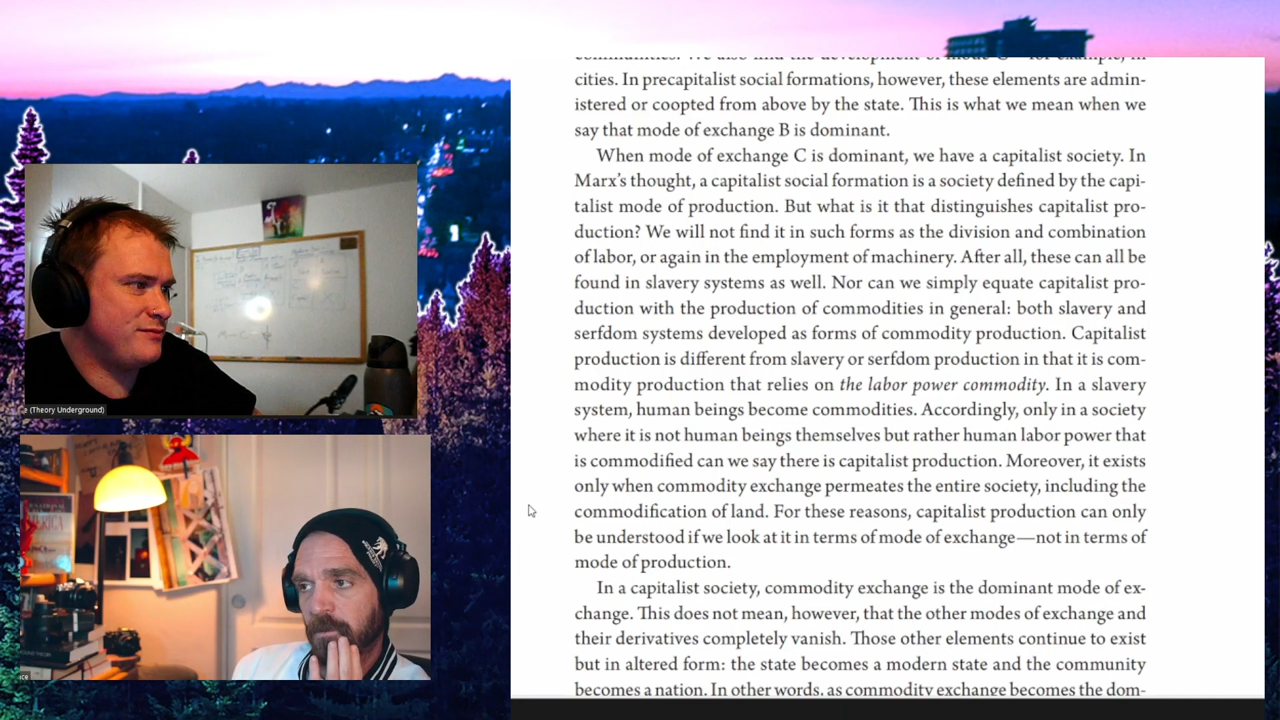 communities. We also find the development of mode C—for example, in
cities. In precapitalist social formations, however, these elements are admin-
istered or coopted from above by the state. This is what we mean when we
say that mode of exchange B is dominant.
When mode of exchange C is dominant, we have a capitalist society. In
Marx’s thought, a capitalist social formation is a society defined by the capi-
talist mode of production. But what is it that distinguishes capitalist pro-
duction? We will not find it in such forms as the division and combination
of labor, or again in the employment of machinery. After all, these can all be
found in slavery systems as well. Nor can we simply equate capitalist pro-
duction with the production of commodities in general: both slavery and
serfdom systems developed as forms of commodity production. Capitalist
production is different from slavery or serfdom production in that it is com-
modity production that relies on the labor power commodity. In a slavery
system, human beings become commodities. Accordingly, only in a society
where it is not human beings themselves but rather human labor power that
is commodified can we say there is capitalist production. Moreover, it exists
only when commodity exchange permeates the entire society, including the
commodification of land. For these reasons, capitalist production can only
be understood if we look at it in terms of mode of exchange—not in terms of
mode of production.
In a capitalist society, commodity exchange is the dominant mode of ex-
change. This does not mean, however, that the other modes of exchange and
their derivatives completely vanish. Those other elements continue to exist
but in altered form: the state becomes a modern state and the community
becomes a nation. In other words, as commodity exchange becomes the dom-
e (Theory Underground)
ce